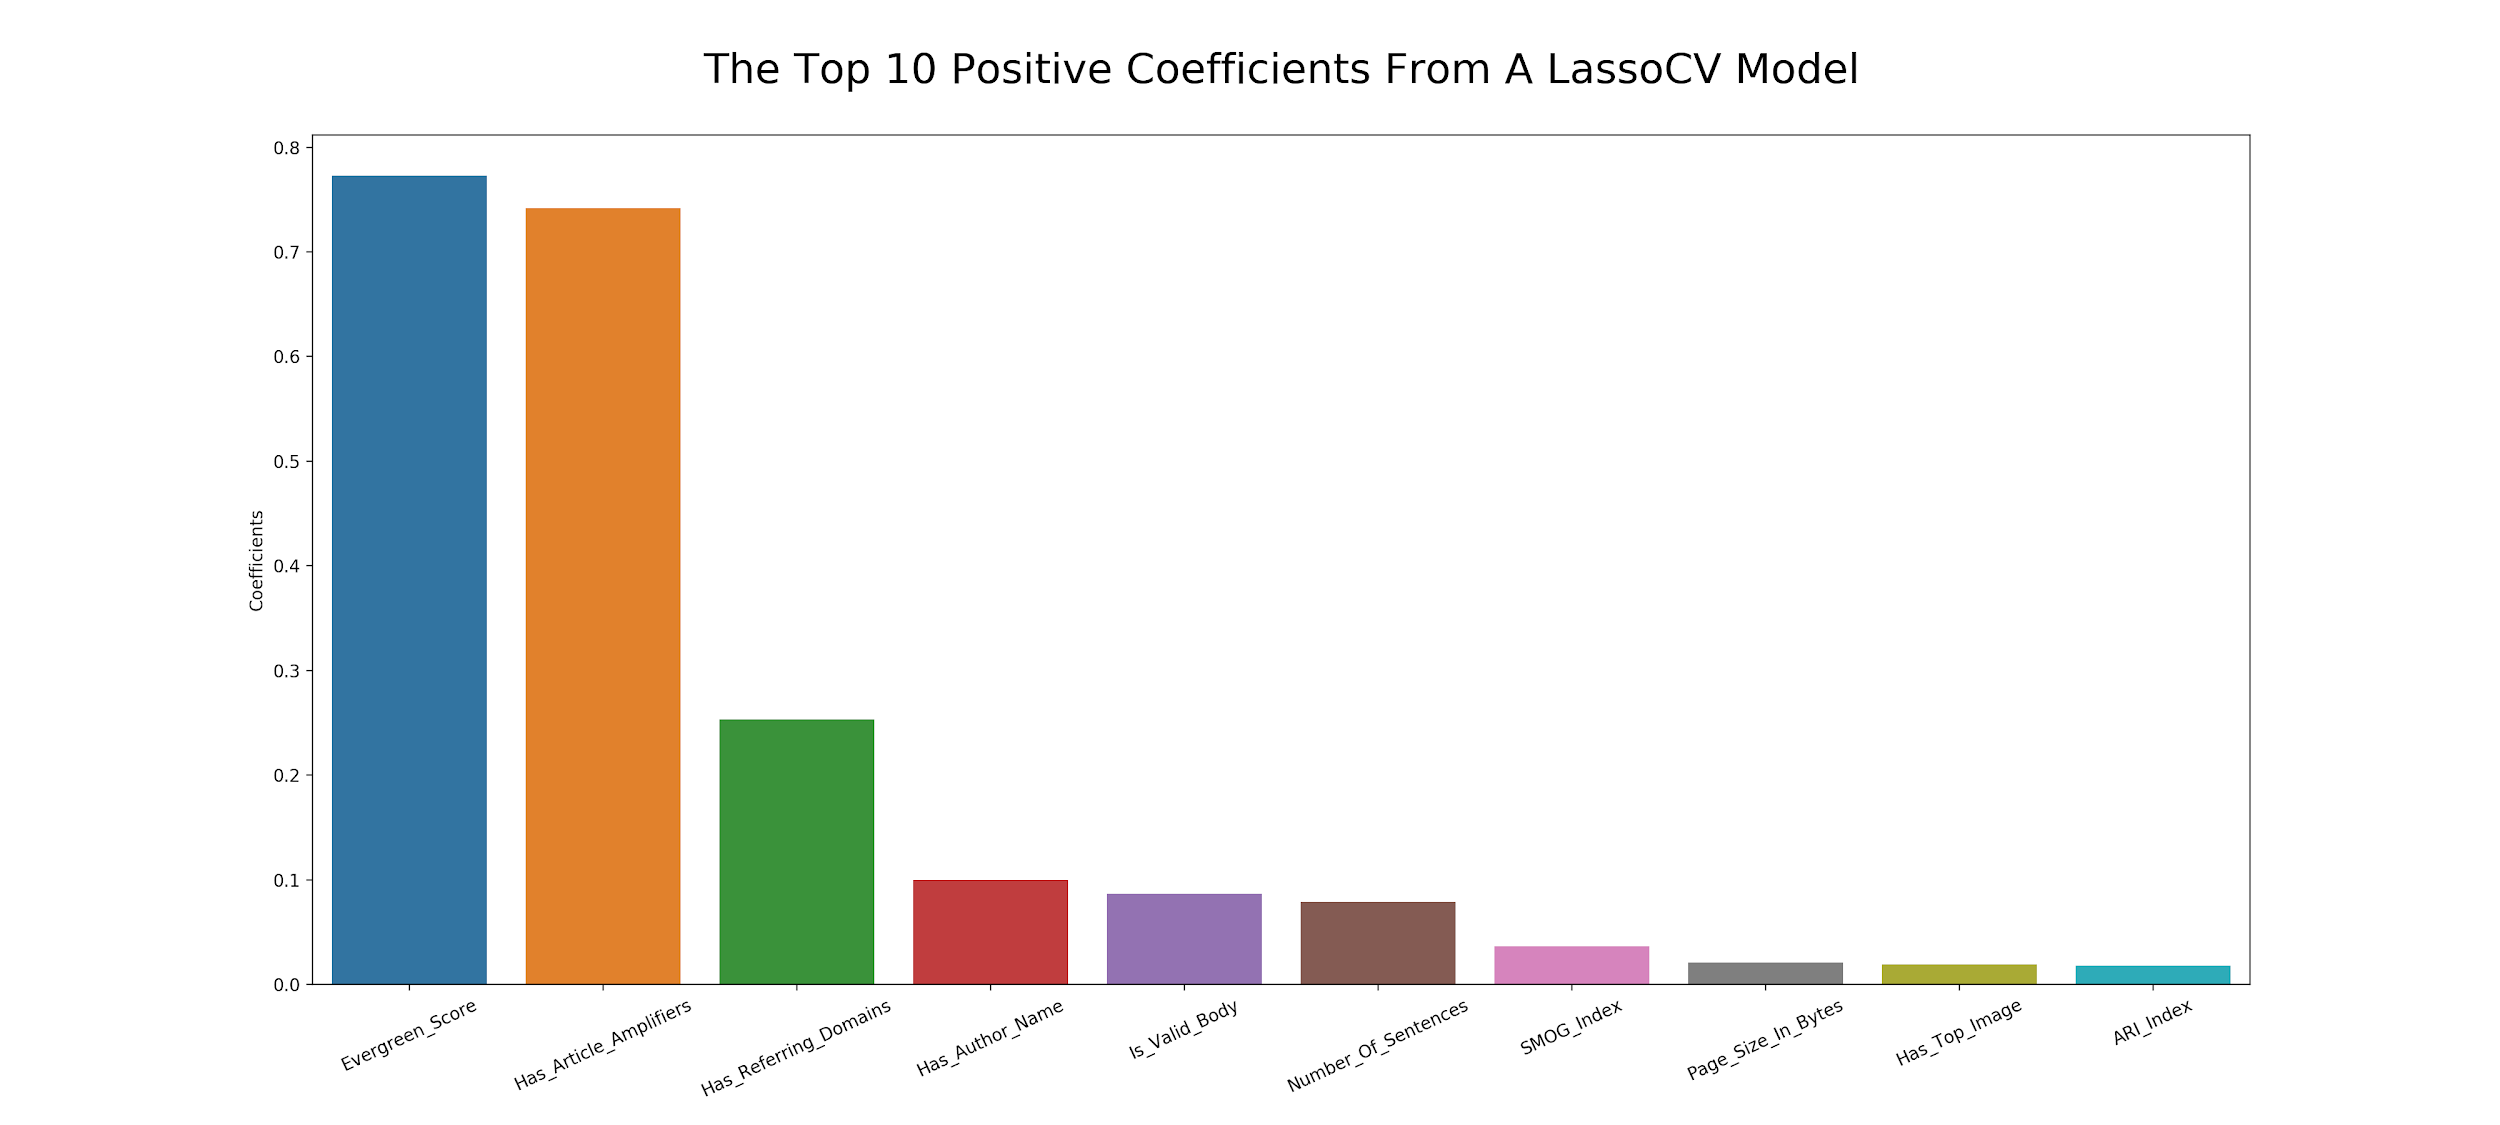 The Top 10 Positive Coefficients From A LassoCV Model
0.8
0.7
0.6
0.5
0.4
0.3
0.2
0.1
0.0
Coefficients
Evergreen_Score
Has_Article_Amplifiers
Has_Referring_Domains
Has_Author_Name
Is_Valid_Body
Number_Of_Sentences
SMOG_Index
Page_Size_In_Bytes
Has_Top_Image
ARI_Index